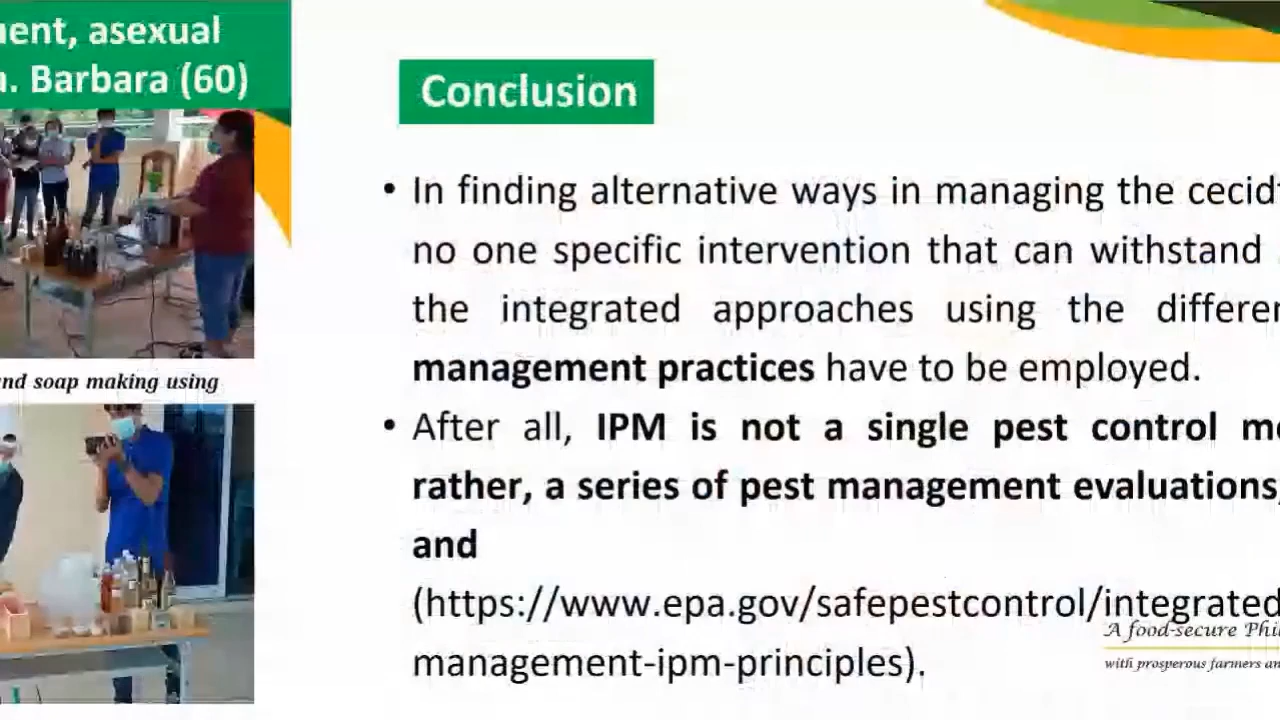 ent, asexual
. Barbara (60)
nd soap making using
Conclusion
• In finding alternative ways in managing the cecid
no one specific intervention that can withstand
the integrated approaches using the differen
management practices have to be employed.
• After all, IPM is not a single pest control me
rather, a series of pest management evaluations,
and
(https://www.epa.gov/safepestcontrol/integrated
management-ipm-principles).
A food-secure Phi
with prosperous farmers an